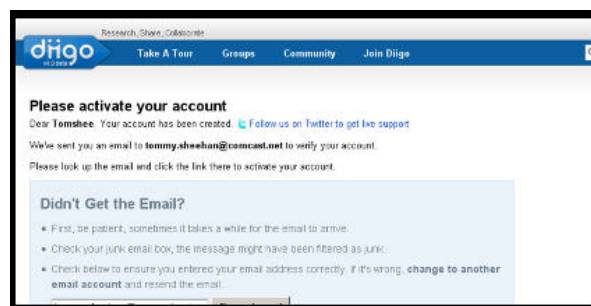 Research, Share, Collaborate
diigo
Take A Tour Groups Community Join Diigo
Please activate your account
Dear Tomshee. Your account has been created. Follow us on Twitter to get live support
We've sent you an email to tommy.sheehan@comcast.net to verify your account.
Please look up the email and click the link there to activate your account.
Didn't Get the Email?
• First, be patient, sometimes it takes a while for the email to arrive.
• Check your junk email box, the message might have been filtered as junk.
• Check below to ensure you entered your email address correctly. If it's wrong, change to another
email account and resend the email.